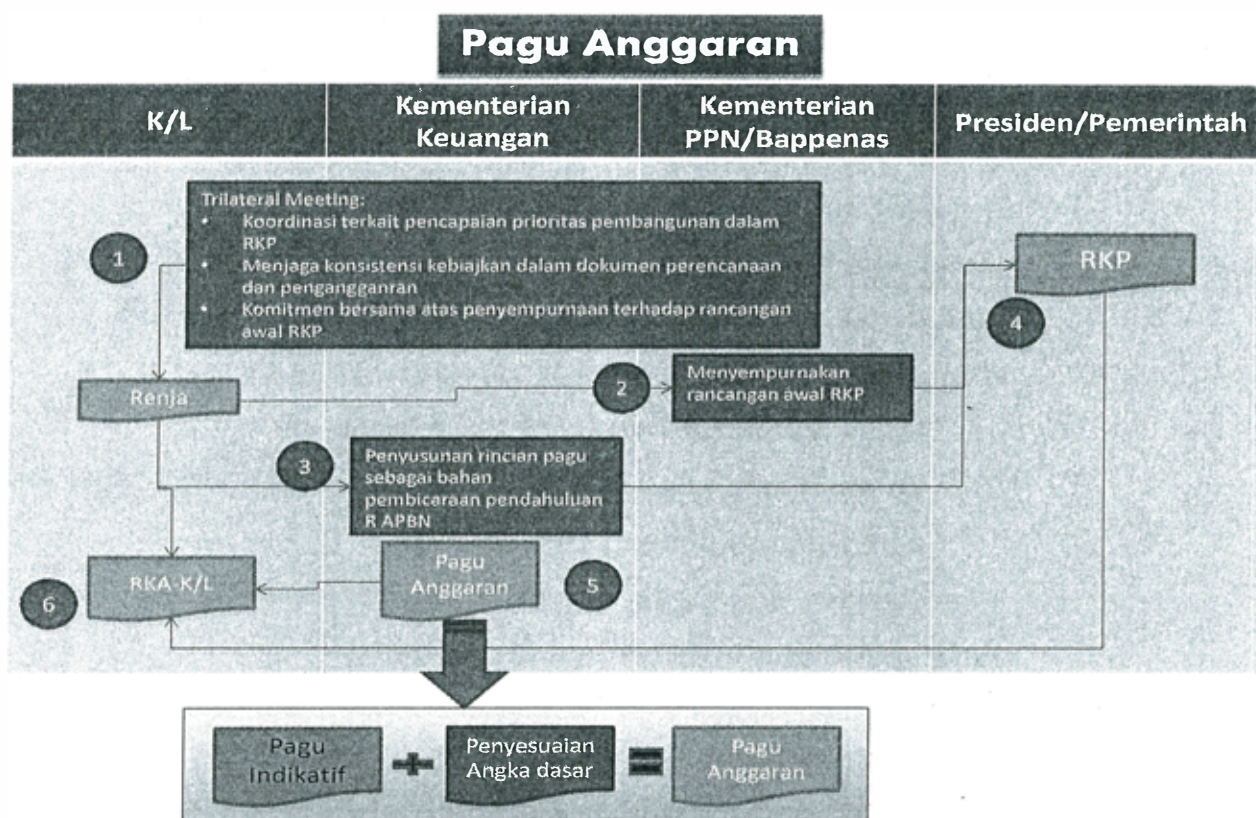 Pagu Anggaran
K/L
Kementerian
Keuangan
Kementerian
PPN/Bappenas
Presiden/Pemerintah
Trilateral Meeting:
• Koordinasi terkait pencapaian prioritas pembangunan dalam
RKP
• Menjaga konsistensi kebiajkan dalam dokumen perencanaan
dan pengangganran
• Komitmen bersama atas penyempurnaan terhadap rancangan
awal RKP
1
RKP
4
Renja
2
Menyempurnakan
rancangan awal RKP
3
Penyusunan rincian pagu
sebagai bahan
pembicaraan pendahuluan
R APBN
6
RKA-K/L
Pagu
Anggaran
5
Pagu
Indikatif
+
Penyesuaian
Angka dasar
=
Pagu
Anggaran